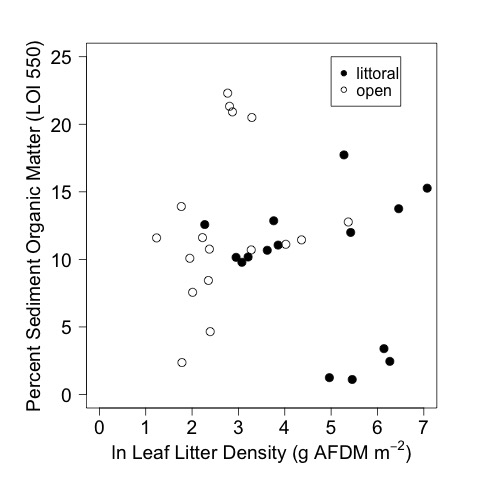 Percent Sediment Organic Matter (LOI 550)
25
20
15
10
5
0
littoral
open
0 1 2 3 4 5 6 7
ln Leaf Litter Density (g AFDM m⁻²)